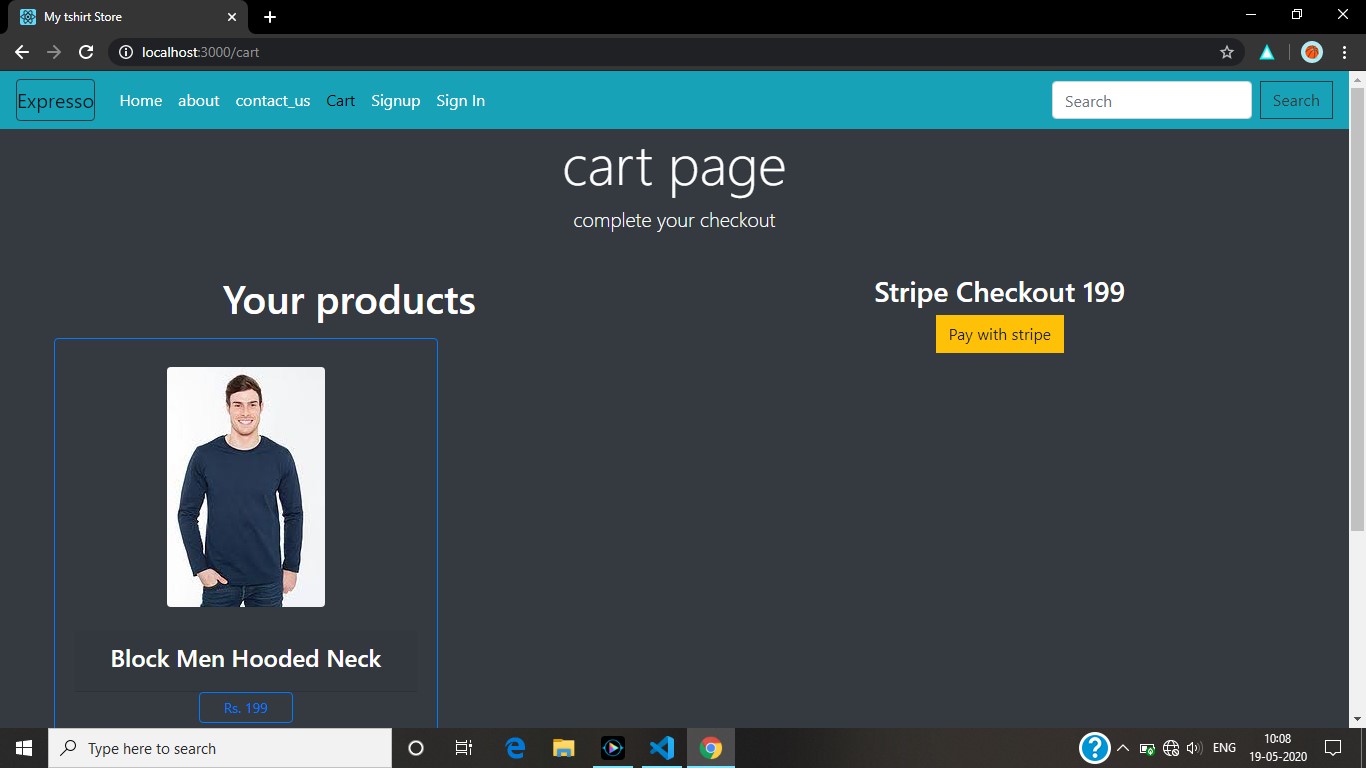 My tshirt Store
localhost:3000/cart
Expresso Home about contact_us Cart Signup Sign In Search Search
cart page
complete your checkout
Your products
Stripe Checkout 199
Pay with stripe
Block Men Hooded Neck
Rs. 199
Type here to search
ENG
10:08
19-05-2020